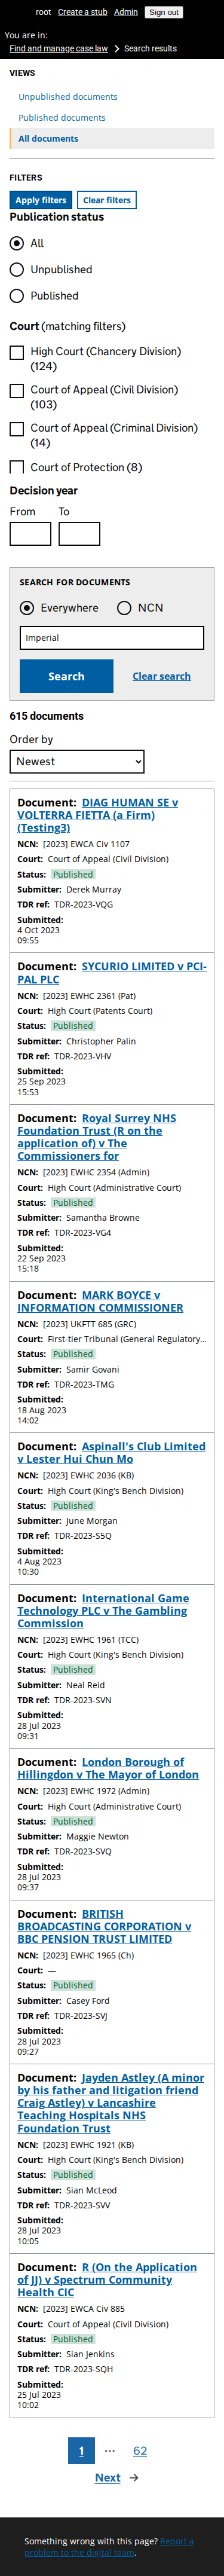 root Create a stub Admin Sign out
You are in:
Find and manage case law > Search results
VIEWS
Unpublished documents
Published documents
All documents
FILTERS
Apply filters Clear filters
Publication status
All
Unpublished
Published
Court (matching filters)
High Court (Chancery Division)
(124)
Court of Appeal (Civil Division)
(103)
Court of Appeal (Criminal Division)
(14)
Court of Protection (8)
Decision year
From To
SEARCH FOR DOCUMENTS
Everywhere NCN
Imperial
Search Clear search
615 documents
Order by
Newest
Document: DIAG HUMAN SE v
VOLTERRA FIETTA (a Firm)
(Testing3)
NCN: [2023] EWCA Civ 1107
Court: Court of Appeal (Civil Division)
Status: Published
Submitter: Derek Murray
TDR ref: TDR-2023-VQG
Submitted:
4 Oct 2023
09:55
Document: SYCURIO LIMITED v PCI-
PAL PLC
NCN: [2023] EWHC 2361 (Pat)
Court: High Court (Patents Court)
Status: Published
Submitter: Christopher Palin
TDR ref: TDR-2023-VHV
Submitted:
25 Sep 2023
15:53
Document: Royal Surrey NHS
Foundation Trust (R on the
application of) v The
Commissioners for
NCN: [2023] EWHC 2354 (Admin)
Court: High Court (Administrative Court)
Status: Published
Submitter: Samantha Browne
TDR ref: TDR-2023-VG4
Submitted:
22 Sep 2023
15:18
Document: MARK BOYCE v
INFORMATION COMMISSIONER
NCN: [2023] UKFTT 685 (GRC)
Court: First-tier Tribunal (General Regulatory...
Status: Published
Submitter: Samir Govani
TDR ref: TDR-2023-TMG
Submitted:
18 Aug 2023
14:02
Document: Aspinall's Club Limited
v Lester Hui Chun Mo
NCN: [2023] EWHC 2036 (KB)
Court: High Court (King's Bench Division)
Status: Published
Submitter: June Morgan
TDR ref: TDR-2023-S5Q
Submitted:
4 Aug 2023
10:30
Document: International Game
Technology PLC v The Gambling
Commission
NCN: [2023] EWHC 1961 (TCC)
Court: High Court (King's Bench Division)
Status: Published
Submitter: Neal Reid
TDR ref: TDR-2023-SVN
Submitted:
28 Jul 2023
09:31
Document: London Borough of
Hillingdon v The Mayor of London
NCN: [2023] EWHC 1972 (Admin)
Court: High Court (Administrative Court)
Status: Published
Submitter: Maggie Newton
TDR ref: TDR-2023-SVQ
Submitted:
28 Jul 2023
09:37
Document: BRITISH
BROADCASTING CORPORATION v
BBC PENSION TRUST LIMITED
NCN: [2023] EWHC 1965 (Ch)
Court: —
Status: Published
Submitter: Casey Ford
TDR ref: TDR-2023-SVJ
Submitted:
28 Jul 2023
09:27
Document: Jayden Astley (A minor
by his father and litigation friend
Craig Astley) v Lancashire
Teaching Hospitals NHS
Foundation Trust
NCN: [2023] EWHC 1921 (KB)
Court: High Court (King's Bench Division)
Status: Published
Submitter: Sian McLeod
TDR ref: TDR-2023-SVV
Submitted:
28 Jul 2023
10:05
Document: R (On the Application
of JJ) v Spectrum Community
Health CIC
NCN: [2023] EWCA Civ 885
Court: Court of Appeal (Civil Division)
Status: Published
Submitter: Sian Jenkins
TDR ref: TDR-2023-SQH
Submitted:
25 Jul 2023
10:02
1 ... 62
Next →
Something wrong with this page? Report a
problem to the digital team.